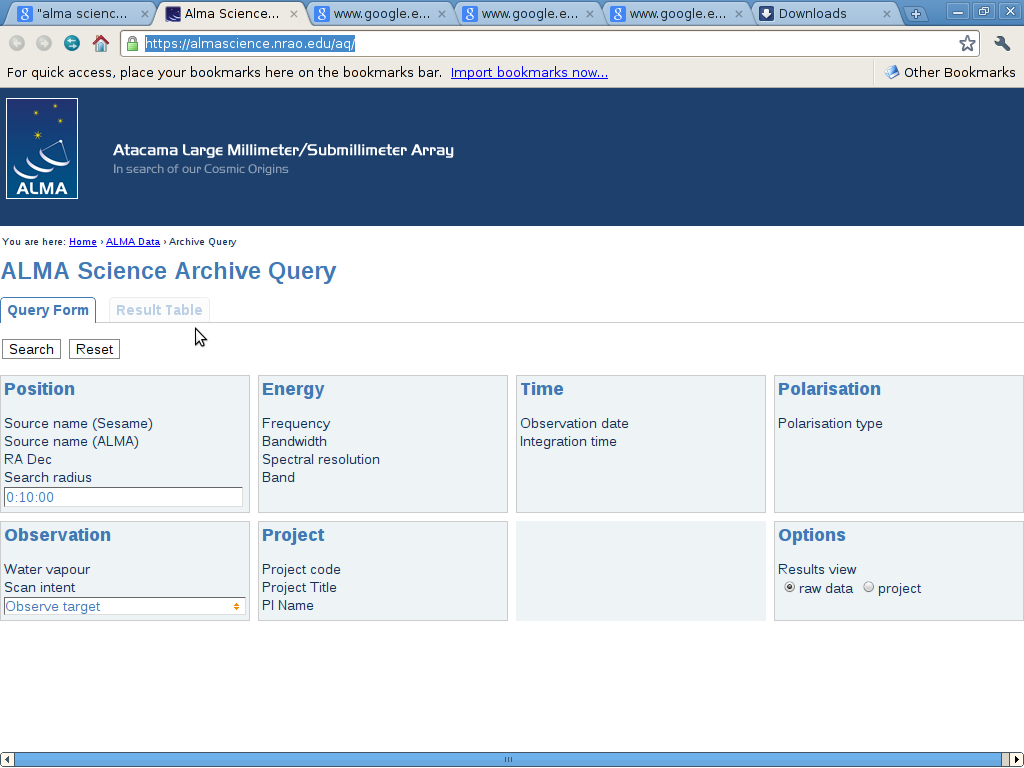 "alma scienc...
Alma Science...
www.google.e...
www.google.e...
www.google.e...
Downloads
https://almascience.nrao.edu/aq/
For quick access, place your bookmarks here on the bookmarks bar. Import bookmarks now...
Other Bookmarks
ALMA
Atacama Large Millimeter/Submillimeter Array
In search of our Cosmic Origins
You are here: Home › ALMA Data › Archive Query
ALMA Science Archive Query
Query Form
Result Table
Search
Reset
Position
Source name (Sesame)
Source name (ALMA)
RA Dec
Search radius
0:10:00
Energy
Frequency
Bandwidth
Spectral resolution
Band
Time
Observation date
Integration time
Polarisation
Polarisation type
Observation
Water vapour
Scan intent
Observe target
Project
Project code
Project Title
PI Name
Options
Results view
raw data
project